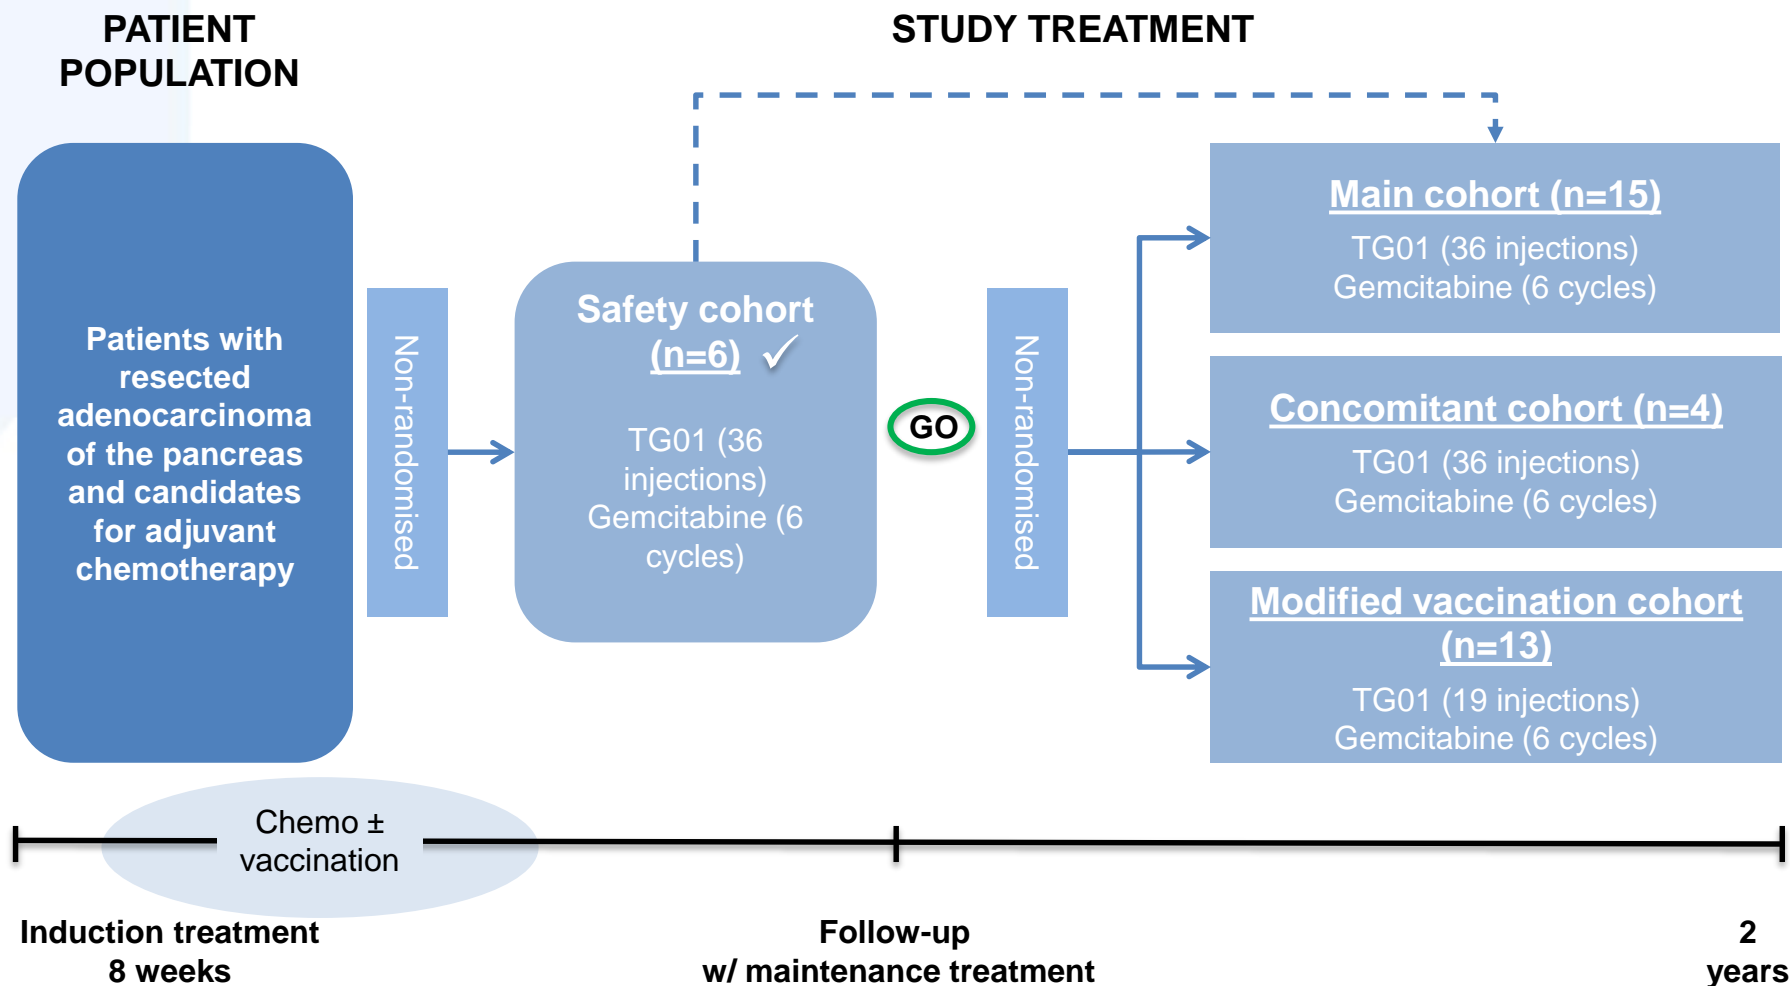 PATIENT
POPULATION
STUDY TREATMENT
Patients with
resected
adenocarcinoma
of the pancreas
and candidates
for adjuvant
chemotherapy
Non-randomised
Safety cohort
(n=6) ✓
TG01 (36
injections)
Gemcitabine (6
cycles)
GO
Non-randomised
Main cohort (n=15)
TG01 (36 injections)
Gemcitabine (6 cycles)
Concomitant cohort (n=4)
TG01 (36 injections)
Gemcitabine (6 cycles)
Modified vaccination cohort
(n=13)
TG01 (19 injections)
Gemcitabine (6 cycles)
Chemo ±
vaccination
Induction treatment
8 weeks
Follow-up
w/ maintenance treatment
2
years